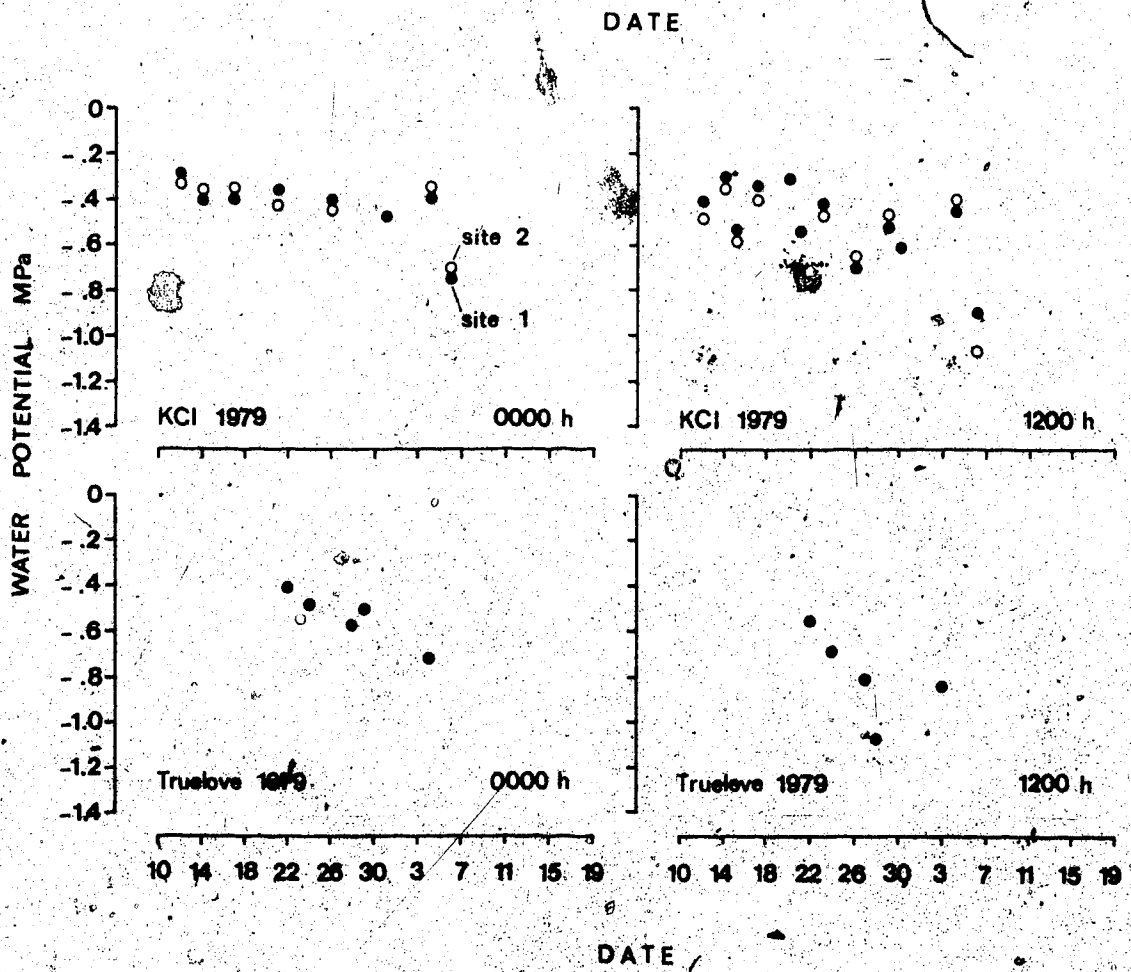 DATE
WATER POTENTIAL MPa
0
-.2
-.4
-.6
-.8
-1.0
-1.2
-1.4
site 2
site 1
KCI 1979
0000 h
KCI 1979
1200 h
0
-.2
-.4
-.6
-.8
-1.0
-1.2
-1.4
Truelove 1979
0000 h
Truelove 1979
1200 h
10 14 18 22 26 30 3 7 11 15 19
10 14 18 22 26 30 3 7 11 15 19
DATE